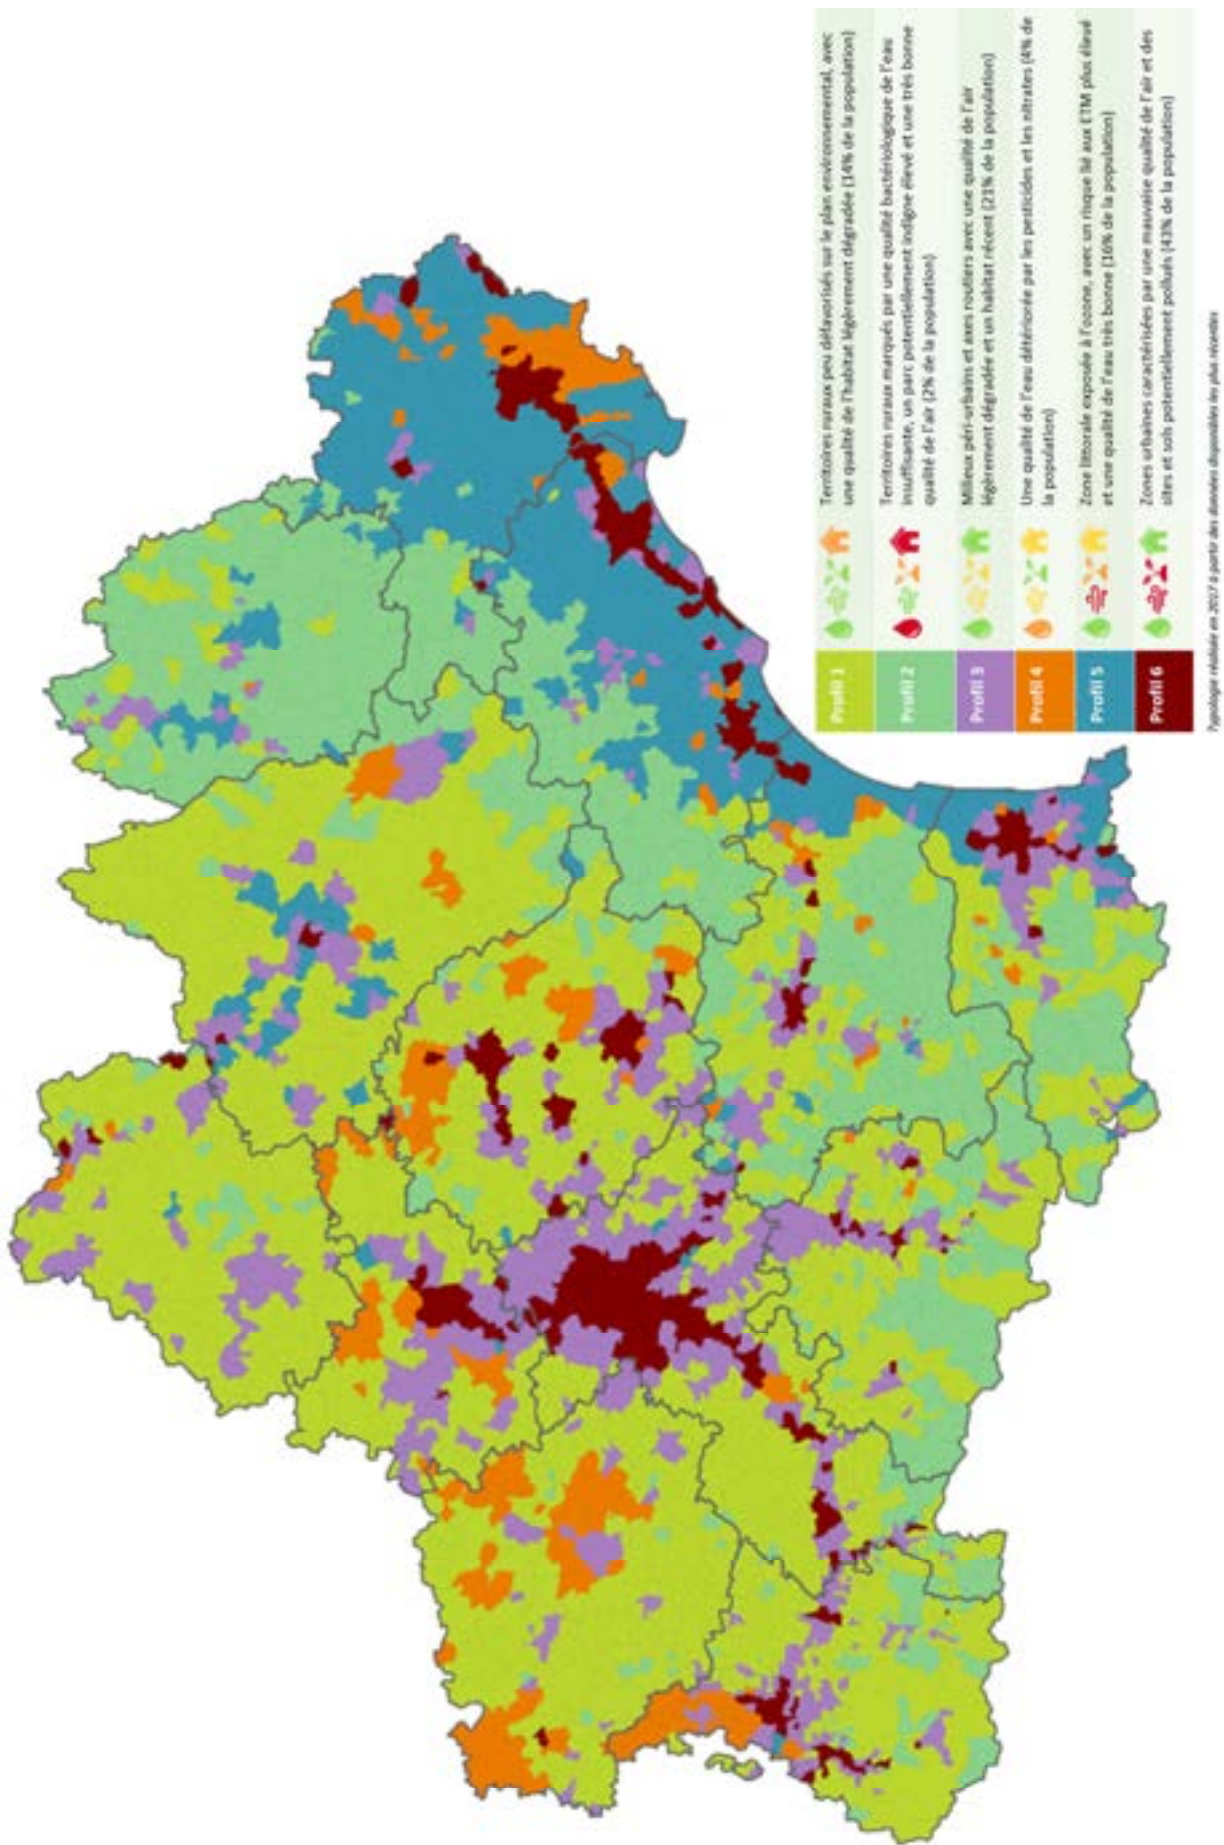 Profil 1
Territoires ruraux peu défavorisés sur le plan environnemental, avec
une qualité de l'habitat légèrement dégradée (14% de la population)
Profil 2
Territoires ruraux marqués par une qualité bactériologique de l'eau
insuffisante, un parc potentiellement indigne élevé et une très bonne
qualité de l'air (2% de la population)
Profil 3
Milieux péri-urbains et axes routiers avec une qualité de l'air
légèrement dégradée et un habitat récent (21% de la population)
Profil 4
Une qualité de l'eau détériorée par les pesticides et les nitrates (4% de
la population)
Profil 5
Zone littorale exposée à l'ozone, avec un risque lié aux ETM plus élevé
et une qualité de l'eau très bonne (16% de la population)
Profil 6
Zones urbaines caractérisées par une mauvaise qualité de l'air et des
sites et sols potentiellement pollués (43% de la population)
Typologie réalisée en 2017 à partir des données disponibles les plus récentes